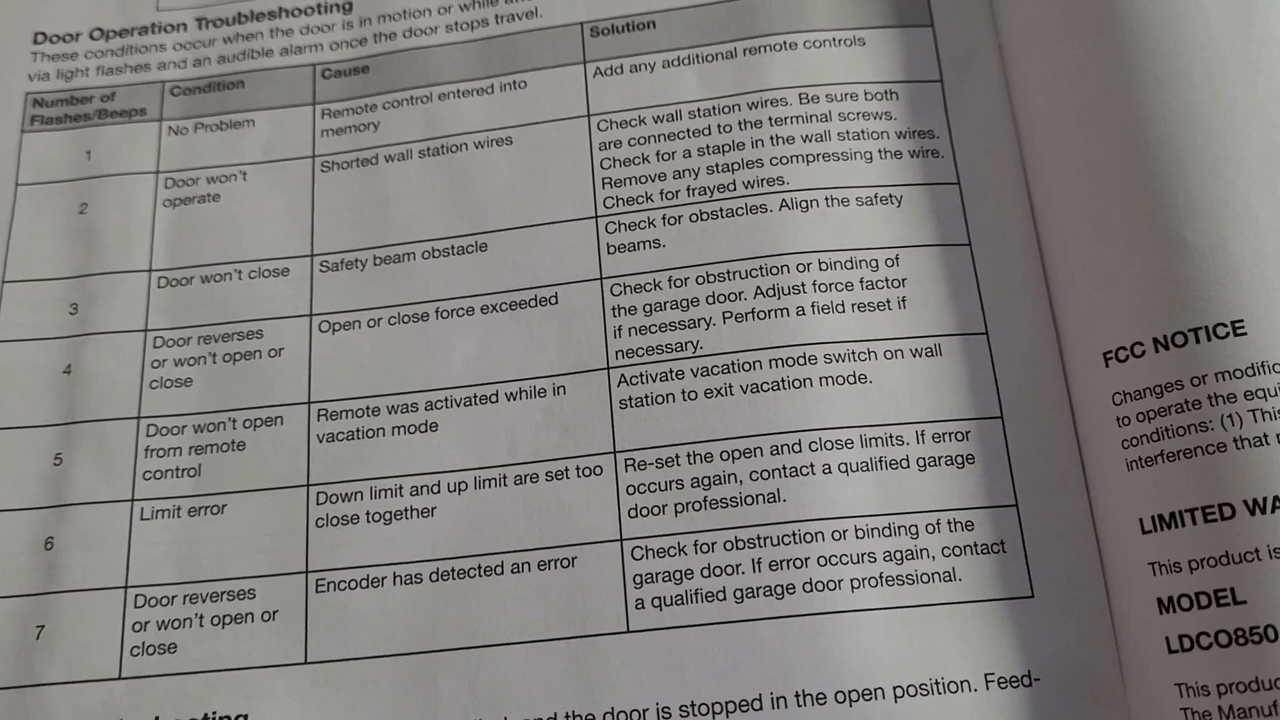 Door Operation Troubleshooting
These conditions occur when the door is in motion or while
via light flashes and an audible alarm once the door stops travel.
Number of
Flashes/Beeps
Condition
Cause
Solution
1
No Problem
Remote control entered into
memory
Add any additional remote controls
2
Door won't
operate
Shorted wall station wires
Check wall station wires. Be sure both
are connected to the terminal screws.
Check for a staple in the wall station wires.
Remove any staples compressing the wire.
Check for frayed wires.
3
Door won't close
Safety beam obstacle
Check for obstacles. Align the safety
beams.
4
Door reverses
or won't open or
close
Open or close force exceeded
Check for obstruction or binding of
the garage door. Adjust force factor
if necessary. Perform a field reset if
necessary.
5
Door won't open
from remote
control
Remote was activated while in
vacation mode
Activate vacation mode switch on wall
station to exit vacation mode.
6
Limit error
Down limit and up limit are set too
close together
Re-set the open and close limits. If error
occurs again, contact a qualified garage
door professional.
7
Door reverses
or won't open or
close
Encoder has detected an error
Check for obstruction or binding of the
garage door. If error occurs again, contact
a qualified garage door professional.
and the door is stopped in the open position. Feed-
FCC NOTICE
Changes or modific
to operate the equi
conditions: (1) This
interference that
LIMITED WA
This product is
MODEL
LDCO850
This produc
The Manuf